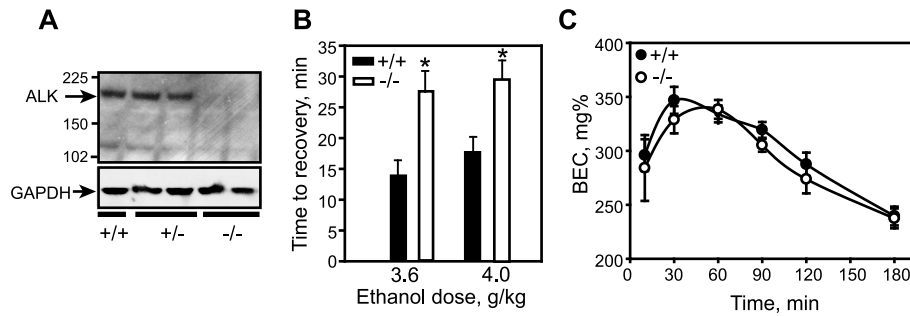 A
225
ALK
150
102
GAPDH
+/+ +/- -/-
B
Time to recovery, min
35
30
25
20
15
10
5
0
+/+
-/-
*
*
3.6 4.0
Ethanol dose, g/kg
C
BEC, mg%
400
350
300
250
200
+/+
-/-
0 30 60 90 120 150 180
Time, min